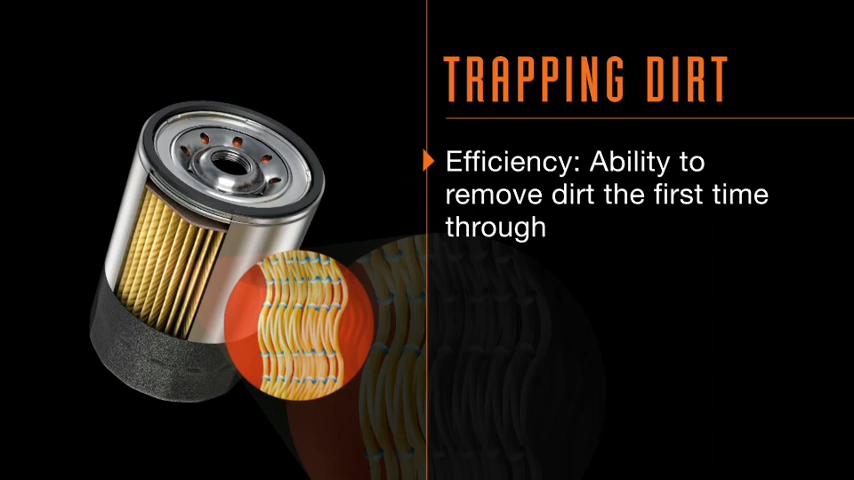 TRAPPING DIRT
Efficiency: Ability to
remove dirt the first time
through